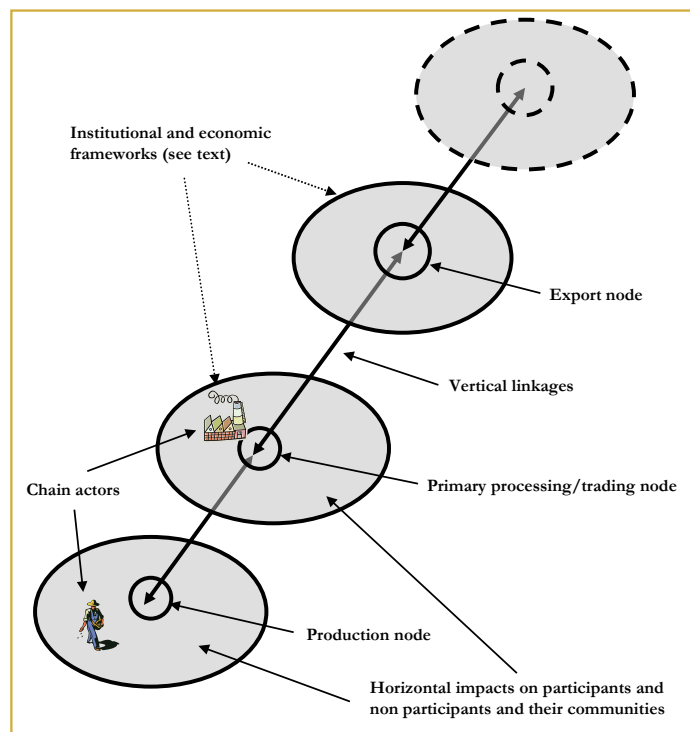 Institutional and economic
frameworks (see text)
Export node
Vertical linkages
Primary processing/trading node
Chain actors
Production node
Horizontal impacts on participants and
non participants and their communities